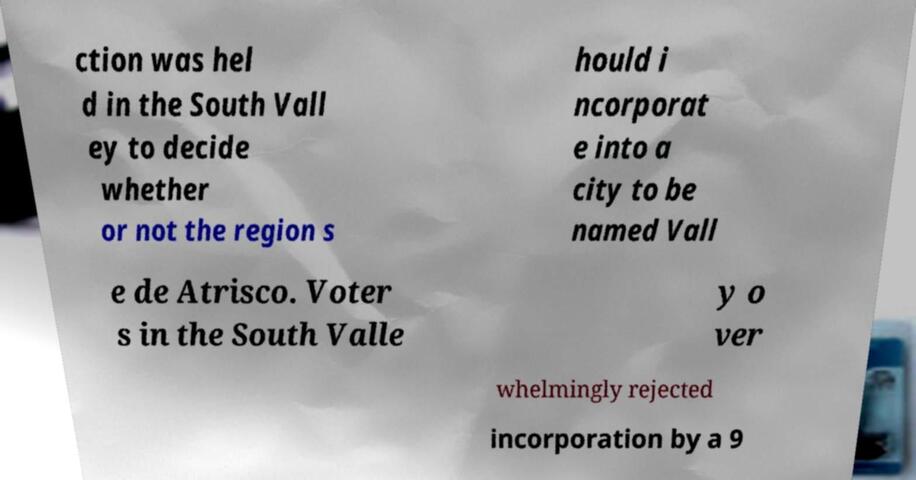 ction was hel
d in the South Vall
ey to decide
whether
or not the region s
hould i
ncorporat
e into a
city to be
named Vall
e de Atrisco. Voter
s in the South Valle
y o
ver
whelmingly rejected
incorporation by a 9